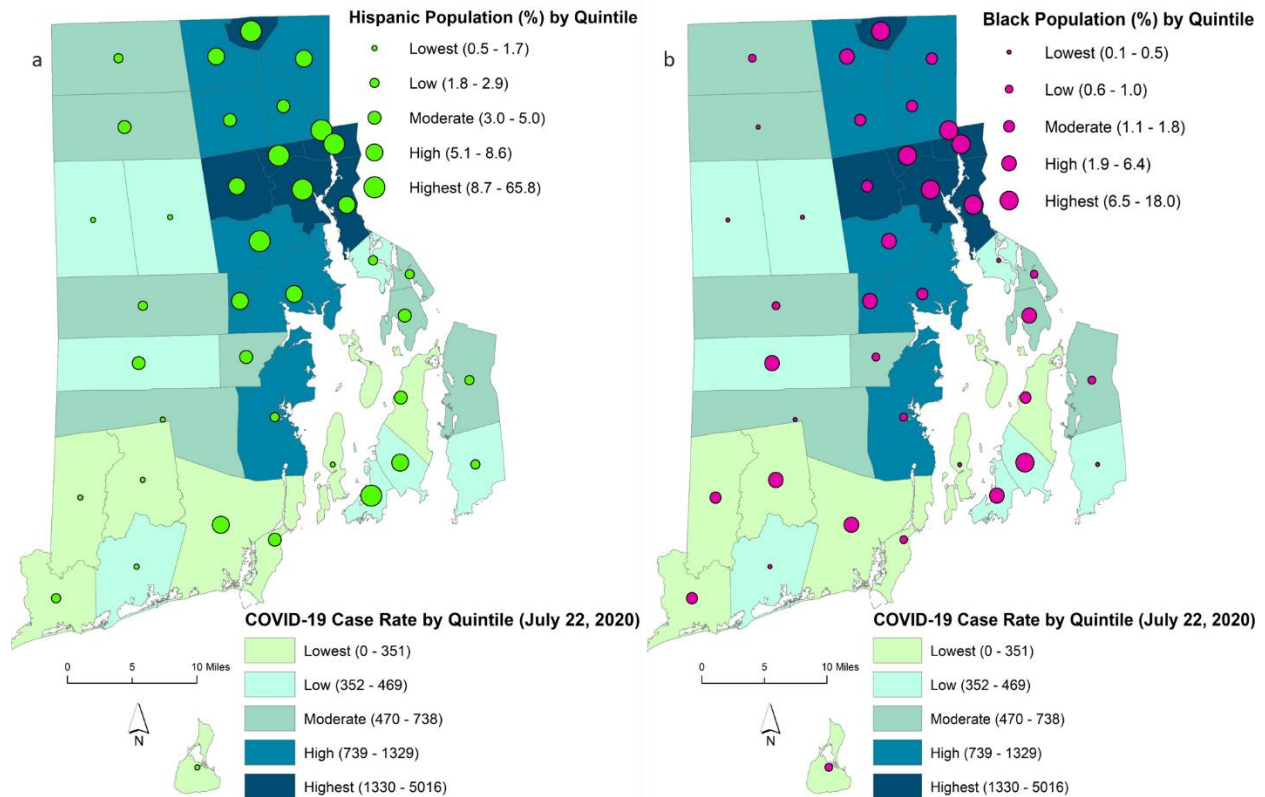 a
Hispanic Population (%) by Quintile
Lowest (0.5 - 1.7)
Low (1.8 - 2.9)
Moderate (3.0 - 5.0)
High (5.1 - 8.6)
Highest (8.7 - 65.8)
COVID-19 Case Rate by Quintile (July 22, 2020)
Lowest (0 - 351)
Low (352 - 469)
Moderate (470 - 738)
High (739 - 1329)
Highest (1330 - 5016)
0 5 10 Miles
N
b
Black Population (%) by Quintile
Lowest (0.1 - 0.5)
Low (0.6 - 1.0)
Moderate (1.1 - 1.8)
High (1.9 - 6.4)
Highest (6.5 - 18.0)
COVID-19 Case Rate by Quintile (July 22, 2020)
Lowest (0 - 351)
Low (352 - 469)
Moderate (470 - 738)
High (739 - 1329)
Highest (1330 - 5016)
0 5 10 Miles
N